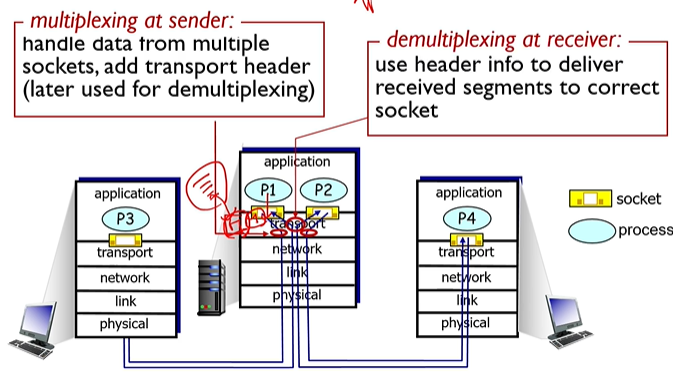 multiplexing at sender:
handle data from multiple
sockets, add transport header
(later used for demultiplexing)
demultiplexing at receiver:
use header info to deliver
received segments to correct
socket
application
P3
transport
network
link
physical
application
P1
P2
transport
network
link
physical
application
P4
transport
network
link
physical
socket
process